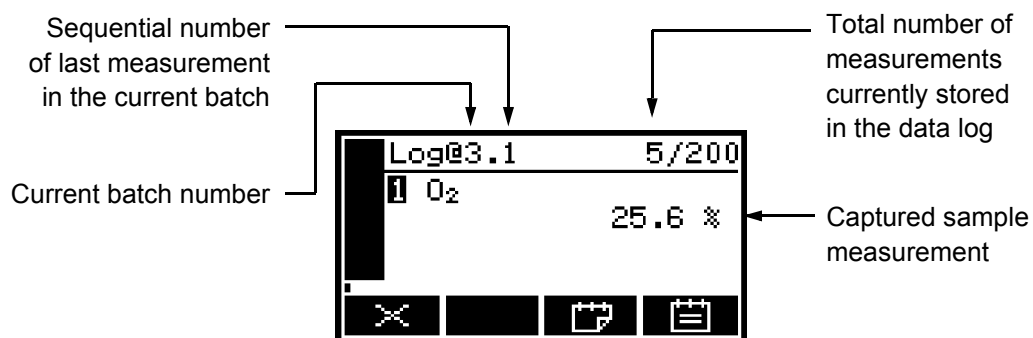 Sequential number
of last measurement
in the current batch
Total number of
measurements
currently stored
in the data log
Log@3.1 5/200
Current batch number
1 O₂
25.6 %
Captured sample
measurement